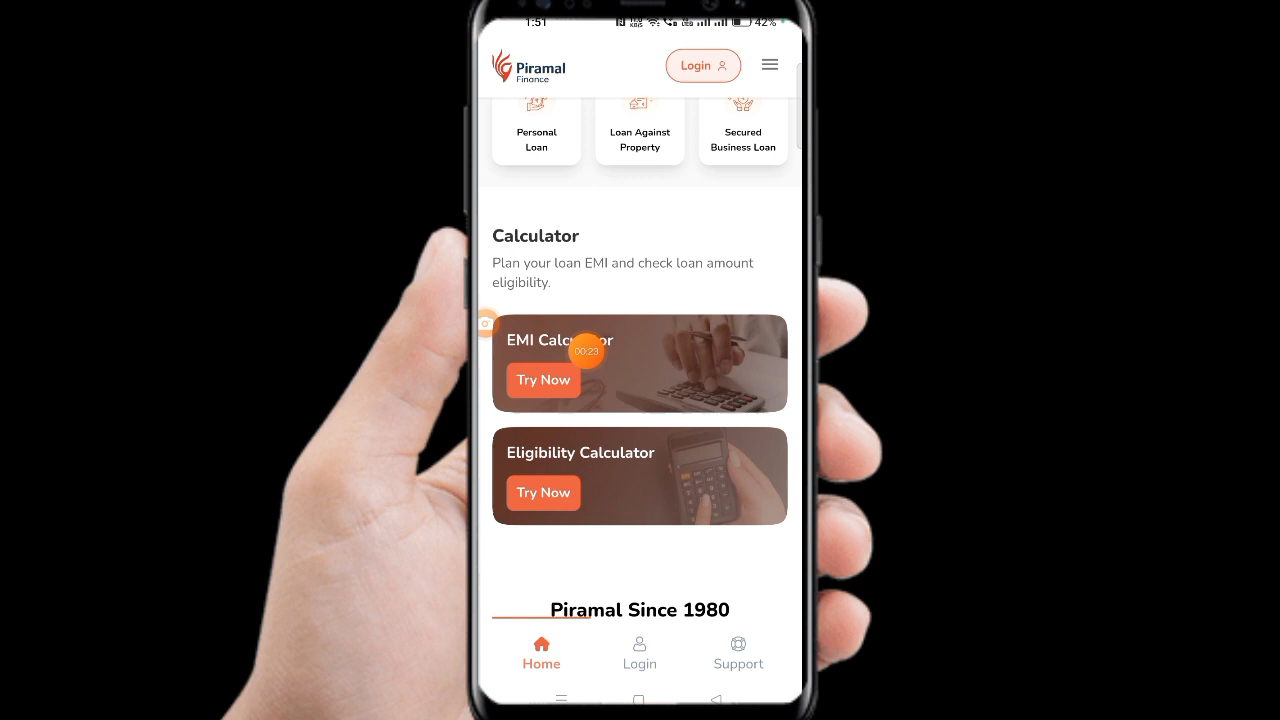 1:51
42%
Piramal
Finance
Login
Personal
Loan
Loan Against
Property
Secured
Business Loan
Calculator
Plan your loan EMI and check loan amount
eligibility.
EMI Calc or
00:23
Try Now
Eligibility Calculator
Try Now
Piramal Since 1980
Home
Login
Support